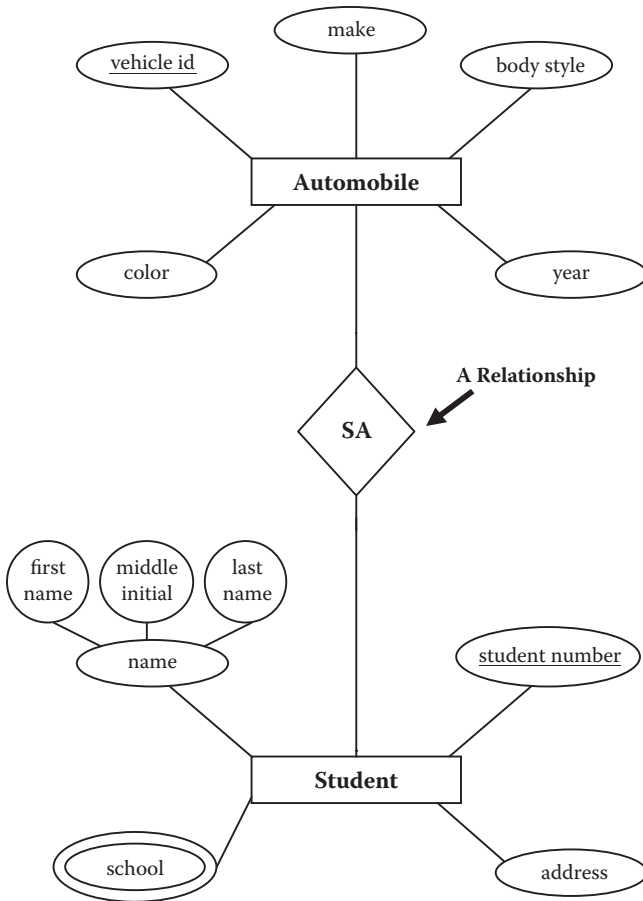 make
vehicle id
body style
Automobile
color
year
A Relationship
SA
first
name
middle
initial
last
name
name
student number
Student
school
address